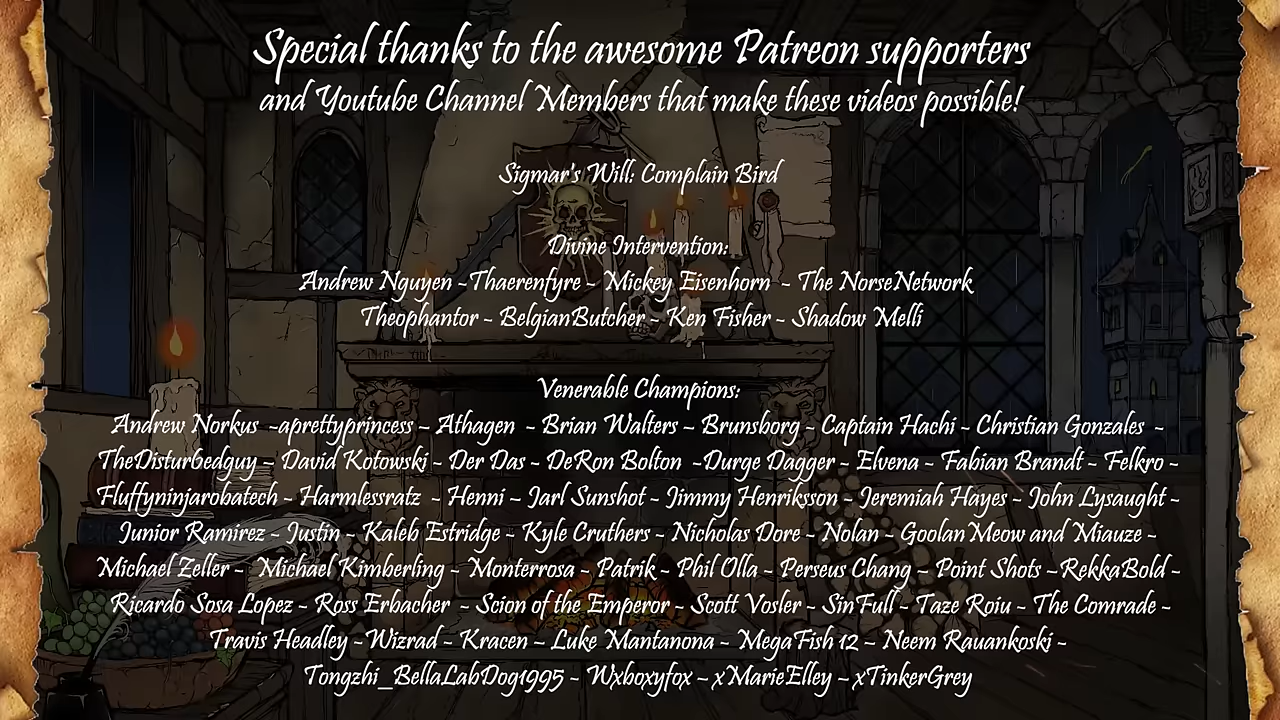 Special thanks to the awesome Patreon supporters
and Youtube Channel Members that make these videos possible!
Sigmar's Will: Complain Bird
Divine Intervention:
Andrew Nguyen - Thaerenfyre - Mickey Eisenhorn - The NorseNetwork
Theophantor - BelgianButcher - Ken Fisher - Shadow Melli
Venerable Champions:
Andrew Norkus -aprettyprincess - Athagen - Brian Walters - Brunsborg - Captain Hachi - Christian Gonzales -
TheDisturbedguy - David Kotowski - Der Das - DeRon Bolton -Durge Dagger - Elvena - Fabian Brandt - Felkro -
Fluffyninjarobatech - Harmlessratz - Henni - Jarl Sunshot - Jimmy Henriksson - Jeremiah Hayes - John Lysaught -
Junior Ramirez - Justin - Kaleb Estridge - Kyle Cruthers - Nicholas Dore - Nolan - Goolan Meow and Miauze -
Michael Zeller - Michael Kimberling - Monterrosa - Patrik - Phil Olla - Perseus Chang - Point Shots -RekkaBold -
Ricardo Sosa Lopez - Ross Erbacher - Scion of the Emperor - Scott Vosler - SinFull - Taze Roiu - The Comrade -
Travis Headley -Wizrad - Kracen - Luke Mantanona - MegaFish 12 - Neem Rauankoski -
Tongzhi_BellaLabDog1995 - Wxboxyfox - xMarieElley - xTinkerGrey